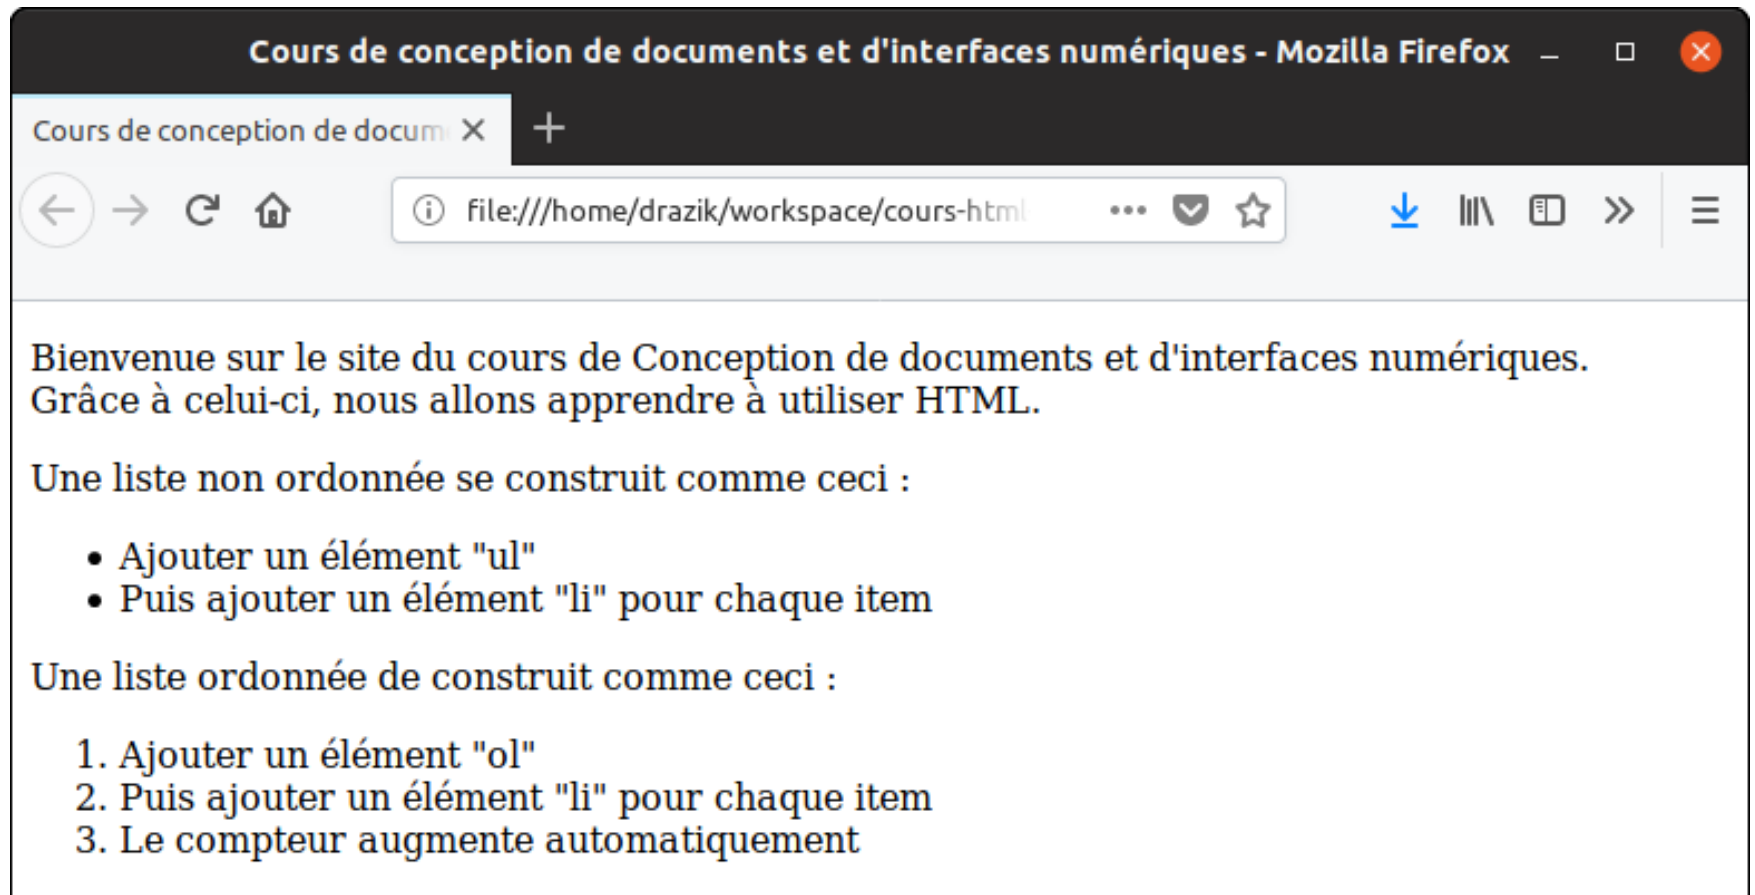 Cours de conception de documents et d'interfaces numériques - Mozilla Firefox
Cours de conception de docum
file:///home/drazik/workspace/cours-html
Bienvenue sur le site du cours de Conception de documents et d'interfaces numériques.
Grâce à celui-ci, nous allons apprendre à utiliser HTML.
Une liste non ordonnée se construit comme ceci :
• Ajouter un élément "ul"
• Puis ajouter un élément "li" pour chaque item
Une liste ordonnée de construit comme ceci :
1. Ajouter un élément "ol"
2. Puis ajouter un élément "li" pour chaque item
3. Le compteur augmente automatiquement